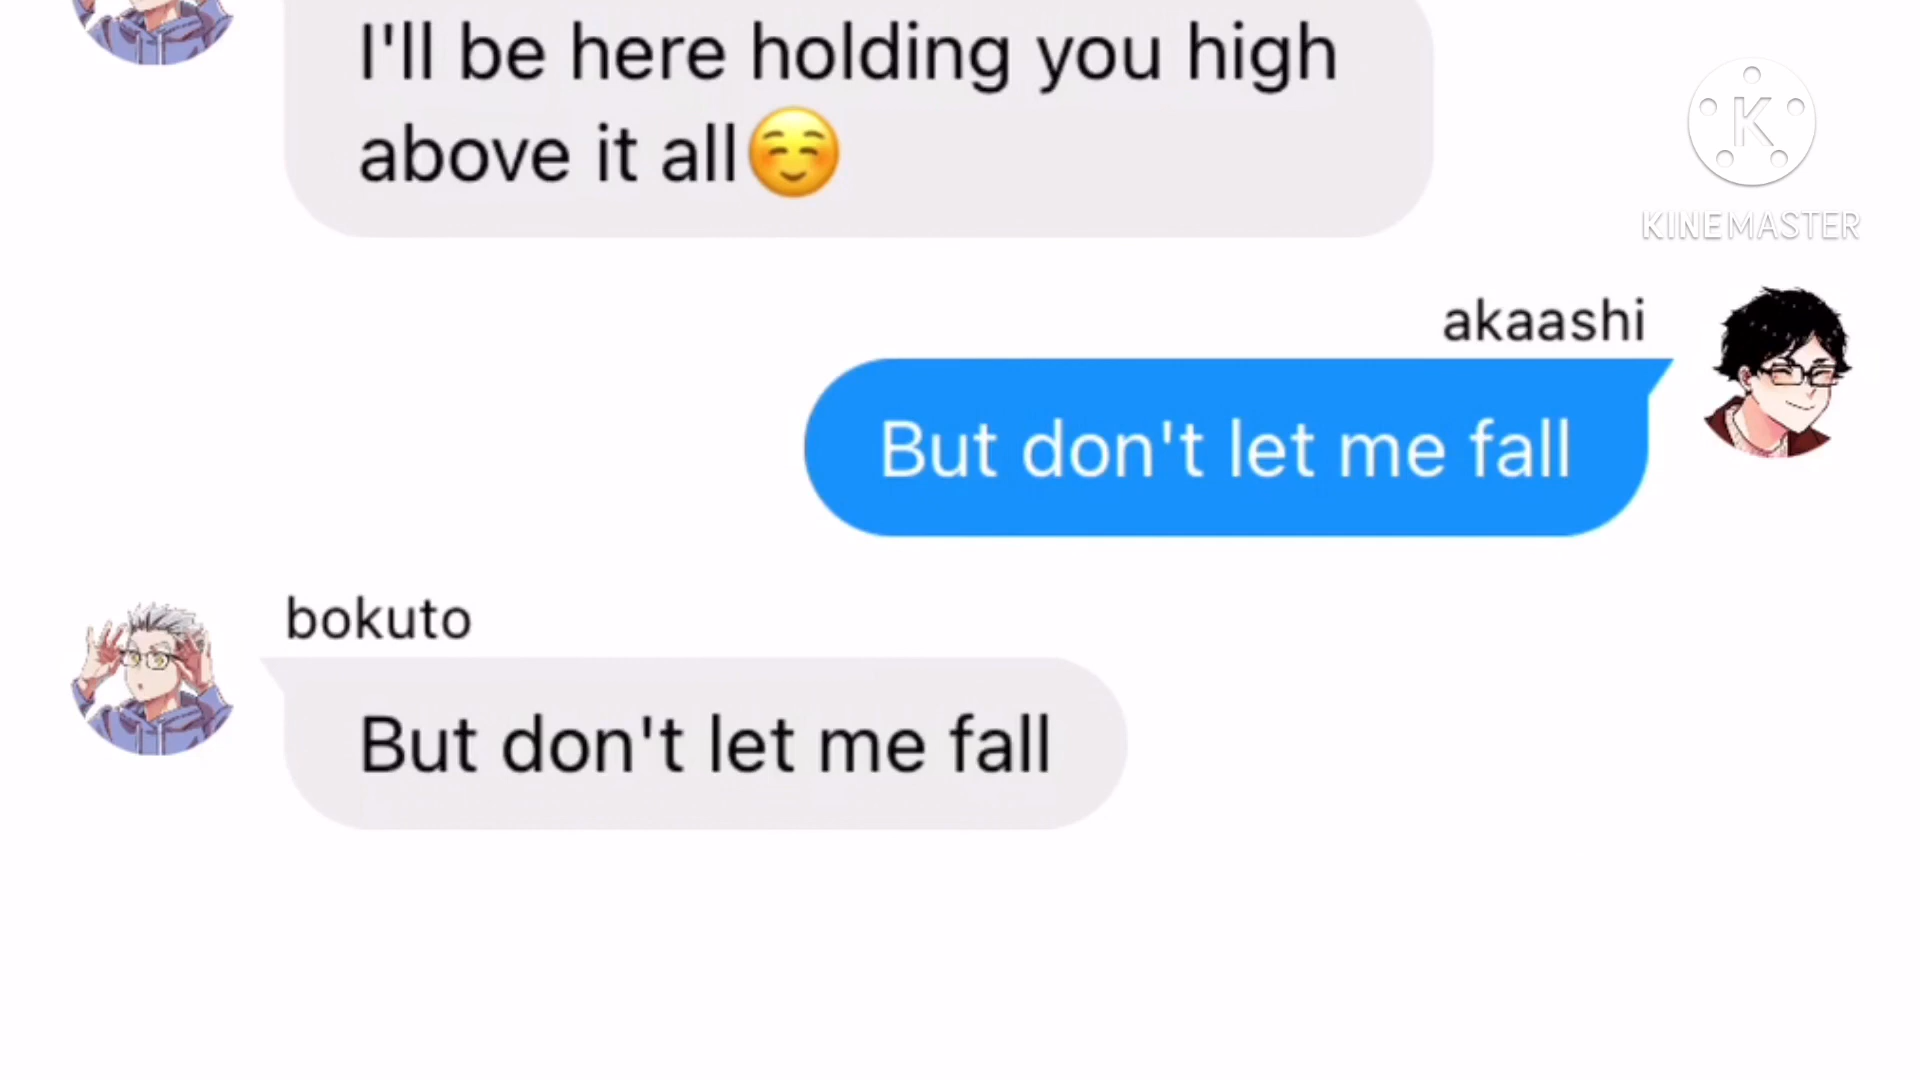 I'll be here holding you high
above it all☺️
K
KINEMASTER
akaashi
But don't let me fall
bokuto
But don't let me fall